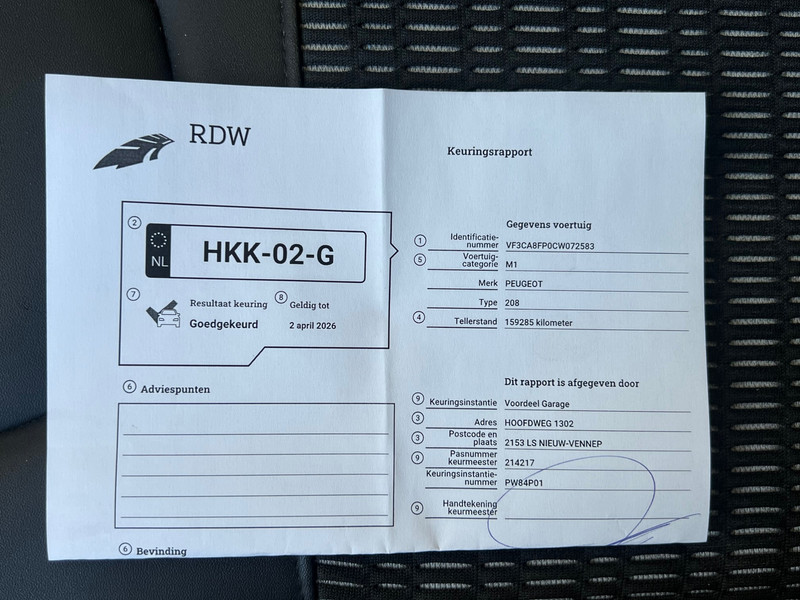 RDW
Keuringsrapport
2
NL
HKK-02-G
7
Resultaat keuring
Goedgekeurd
8
Geldig tot
2 april 2026
6 Adviespunten
6 Bevinding
Gegevens voertuig
1 Identificatie-
nummer VF3CA8FP0CW072583
5 Voertuig-
categorie M1
Merk PEUGEOT
Type 208
4 Tellerstand 159285 kilometer
Dit rapport is afgegeven door
9 Keuringsinstantie Voordeel Garage
3 Adres HOOFDWEG 1302
3 Postcode en
plaats 2153 LS NIEUW-VENNEP
9 Pasnummer
keurmeester 214217
Keuringsinstantie-
nummer PW84P01
9 Handtekening
keurmeester